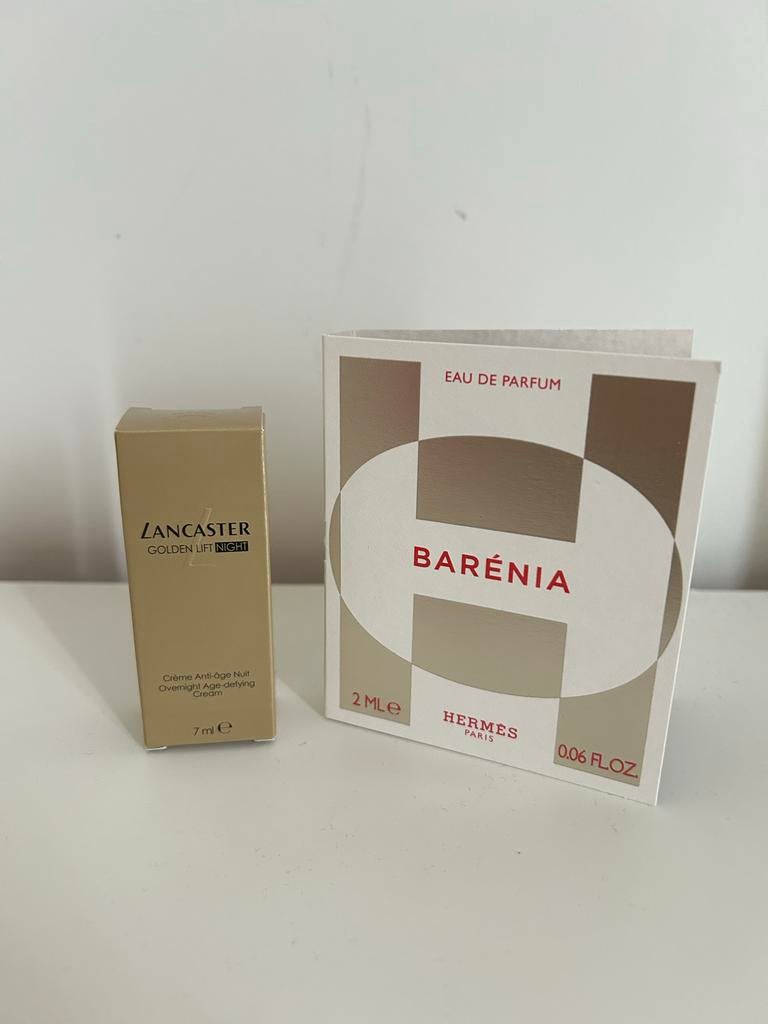 LANCASTER
GOLDEN LIFT NIGHT
Crème Anti-âge Nuit
Overnight Age-defying
Cream
7 ml ℮
EAU DE PARFUM
BARÉNIA
2 ML ℮
HERMÈS
PARIS
0.06 FL.OZ.